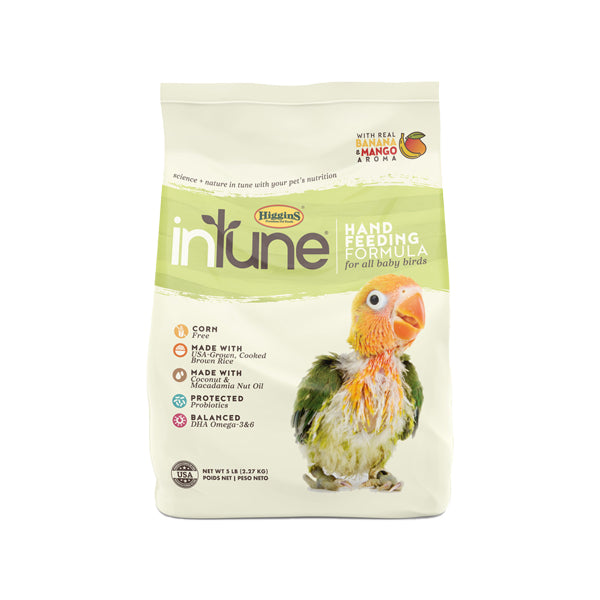 WITH REAL
BANANA
& MANGO
AROMA
science + nature in tune with your pet's nutrition
HigginS
intune®
HAND
FEEDING
FORMULA
for all baby birds
CORN
Free
MADE WITH
USA-Grown, Cooked
Brown Rice
MADE WITH
Coconut &
Macadamia Nut Oil
PROTECTED
Probiotics
BALANCED
DHA Omega-3&6
USA
NET WT 5 LB (2.27 KG)
POIDS NET | PESO NETO